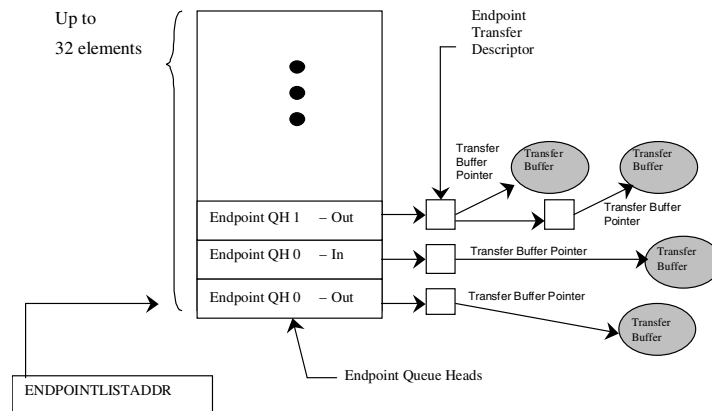 Up to
32 elements
Endpoint
Transfer
Descriptor
Transfer
Buffer
Pointer
Transfer
Buffer
Transfer
Buffer
Transfer Buffer
Pointer
Endpoint QH 1 – Out
Endpoint QH 0 – In
Transfer Buffer Pointer
Transfer
Buffer
Endpoint QH 0 – Out
Transfer Buffer Pointer
Transfer
Buffer
Endpoint Queue Heads
ENDPOINTLISTADDR